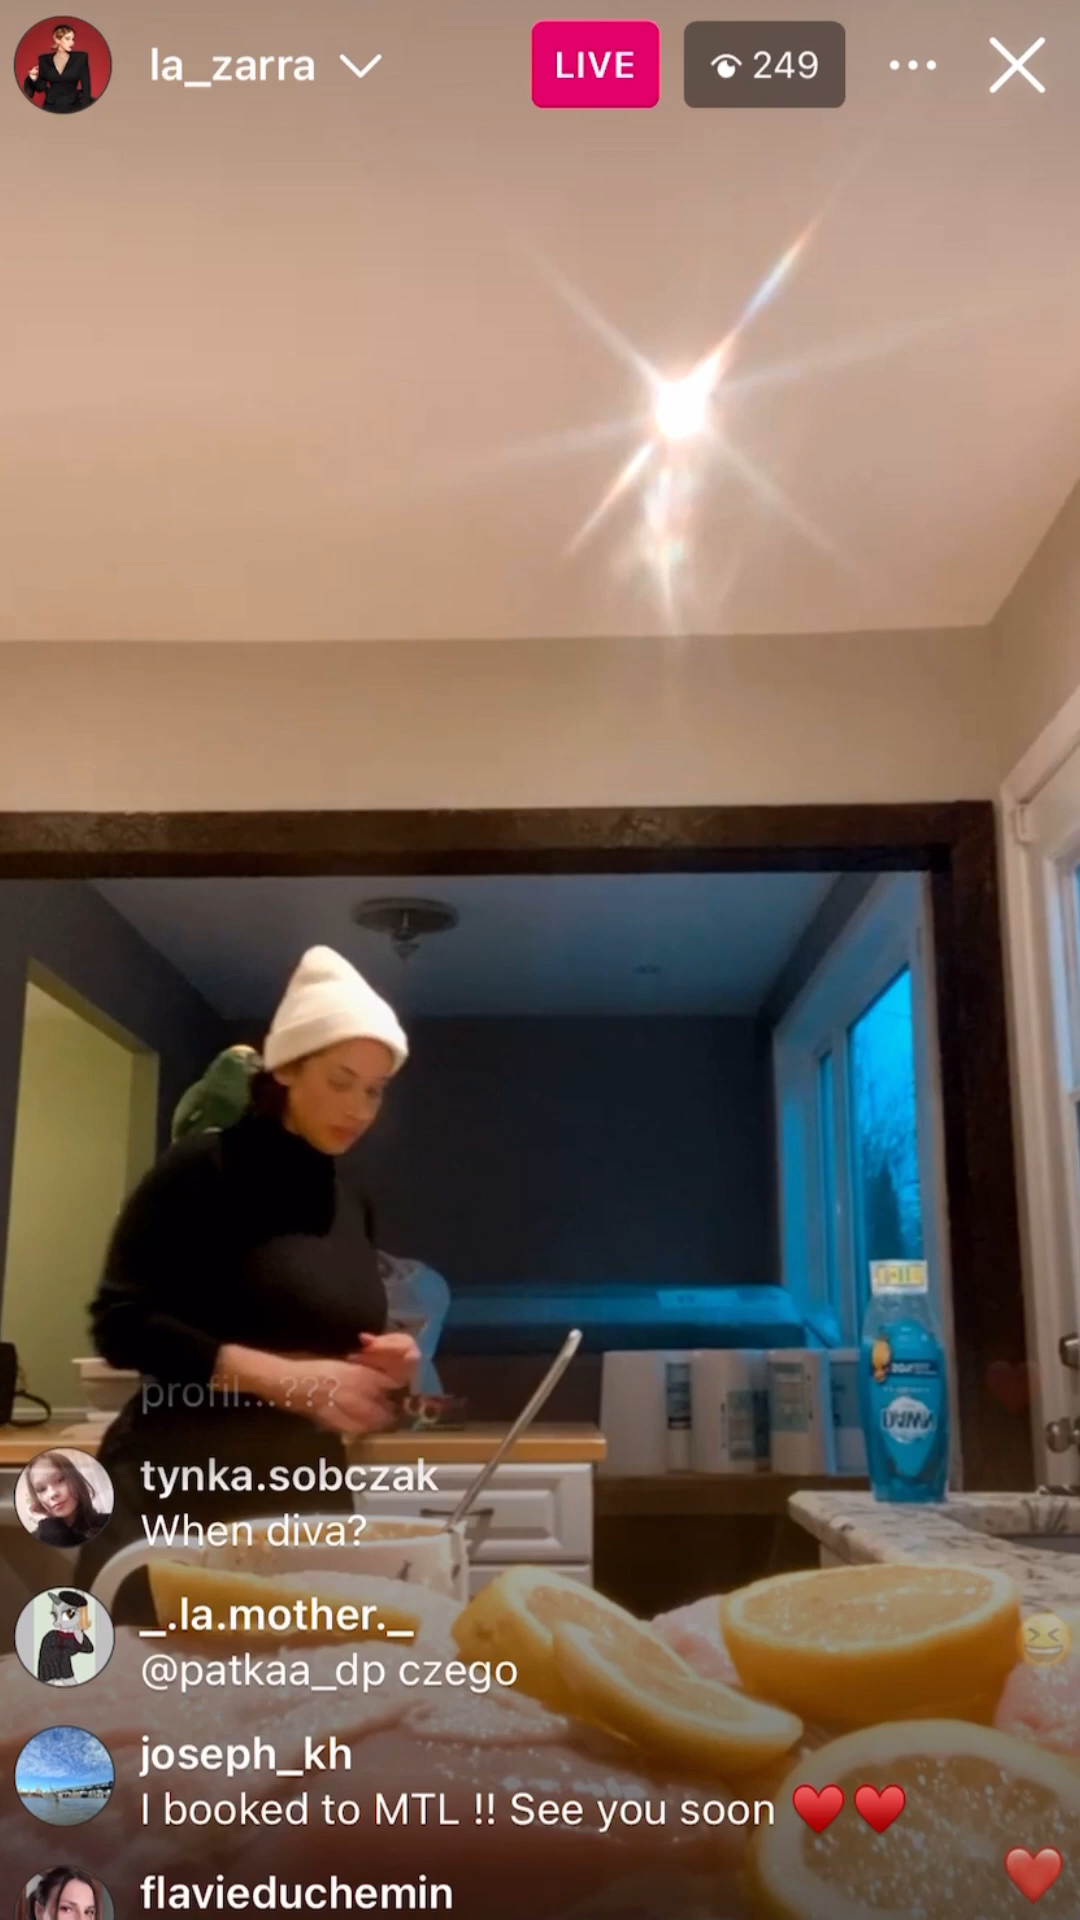 la_zarra
LIVE
249
profil...???
tynka.sobczak
When diva?
_.la.mother._
@patkaa_dp czego
joseph_kh
I booked to MTL !! See you soon ♥️♥️
flavieduchemin